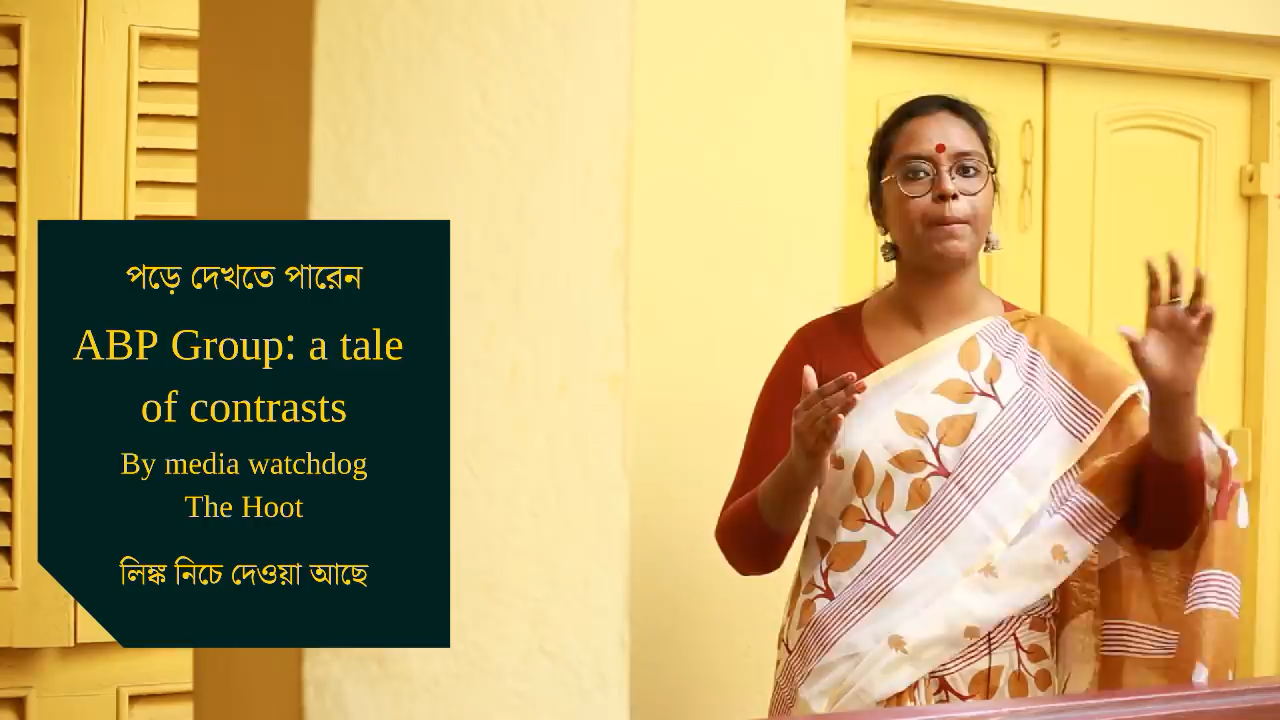 পড়ে দেখতে পারেন
ABP Group: a tale
of contrasts
By media watchdog
The Hoot
লিঙ্ক নিচে দেওয়া আছে